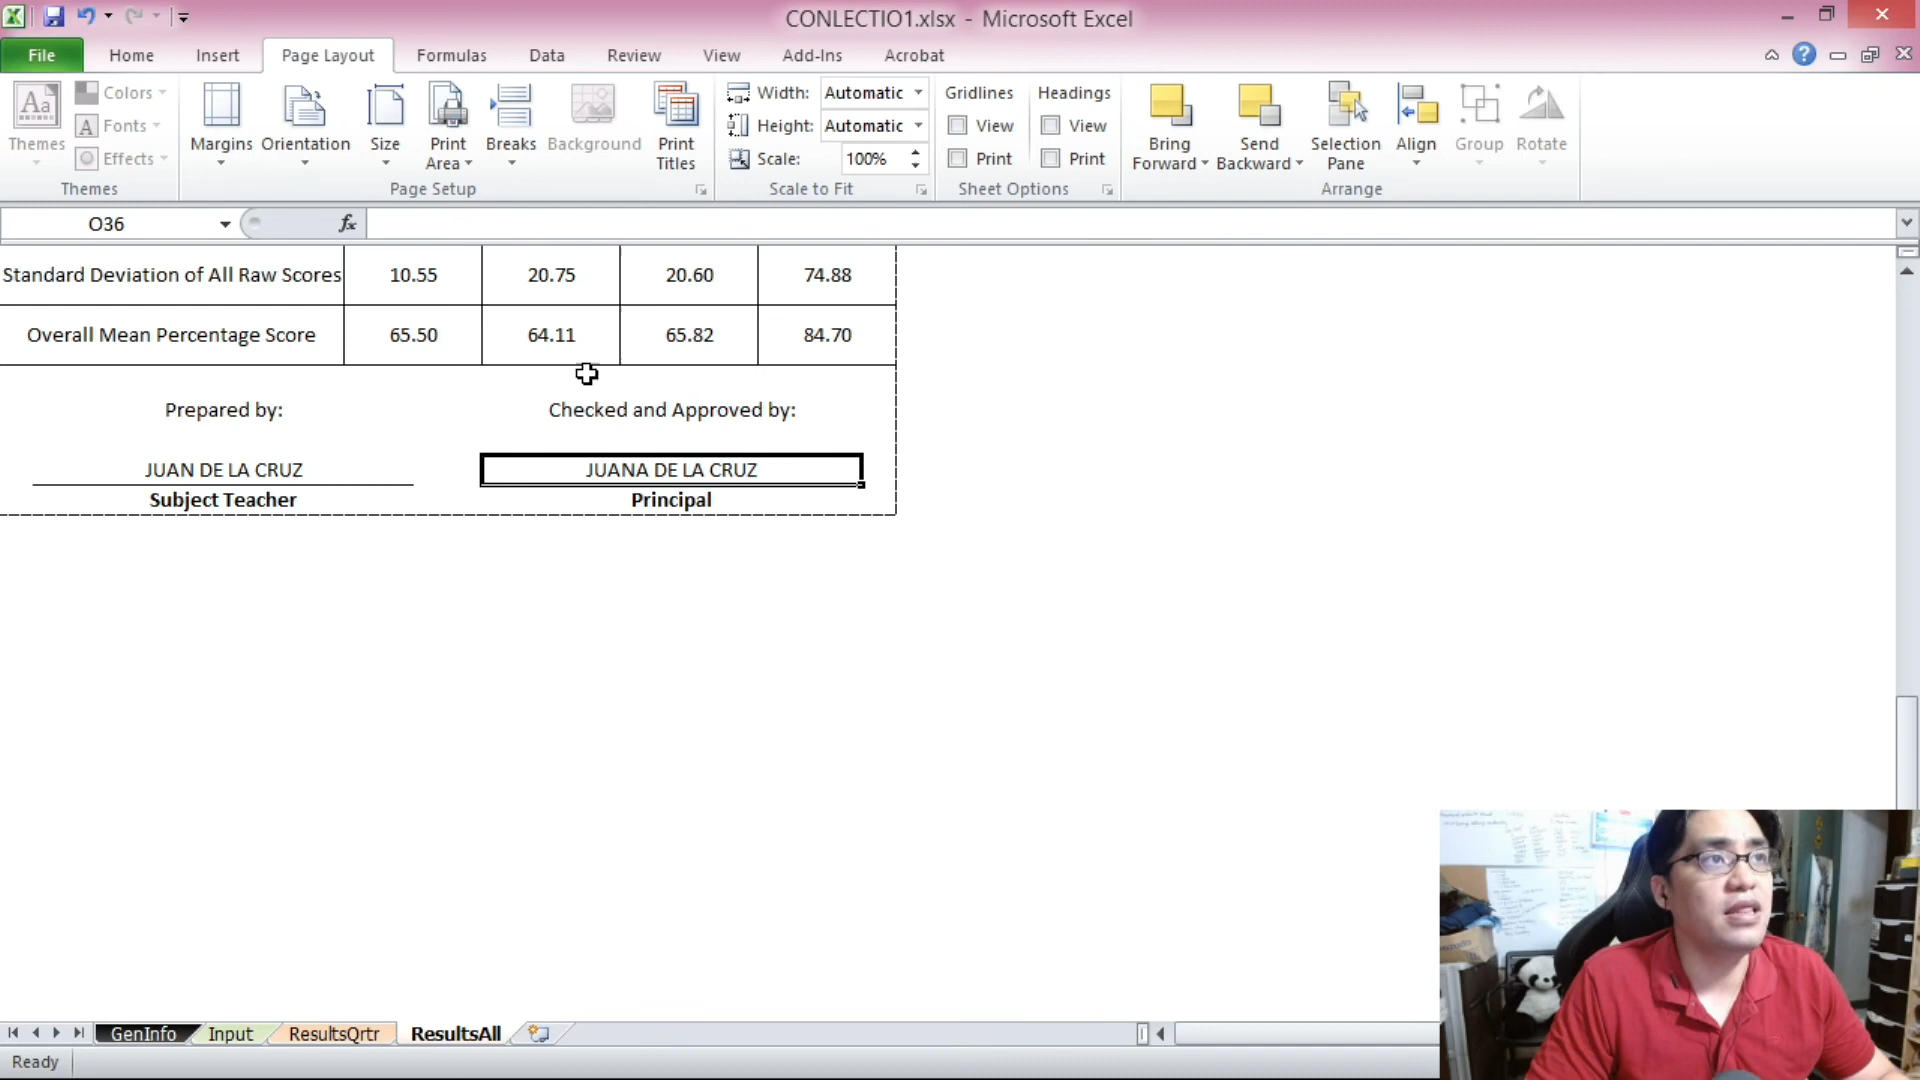 CONLECTIO1.xlsx - Microsoft Excel
File Home Insert Page Layout Formulas Data Review View Add-Ins Acrobat
Aa Colors Margins Orientation Size Print Area Breaks Background Print Titles Width: Automatic Gridlines Headings Bring Forward Send Backward Selection Pane Align Group Rotate
Themes A Fonts Height: Automatic View View
Effects Scale: 100% Print Print
Themes Page Setup Scale to Fit Sheet Options Arrange
O36 fx
Standard Deviation of All Raw Scores 10.55 20.75 20.60 74.88
Overall Mean Percentage Score 65.50 64.11 65.82 84.70
Prepared by: Checked and Approved by:
JUAN DE LA CRUZ JUANA DE LA CRUZ
Subject Teacher Principal
GenInfo Input ResultsQrtr ResultsAll
Ready